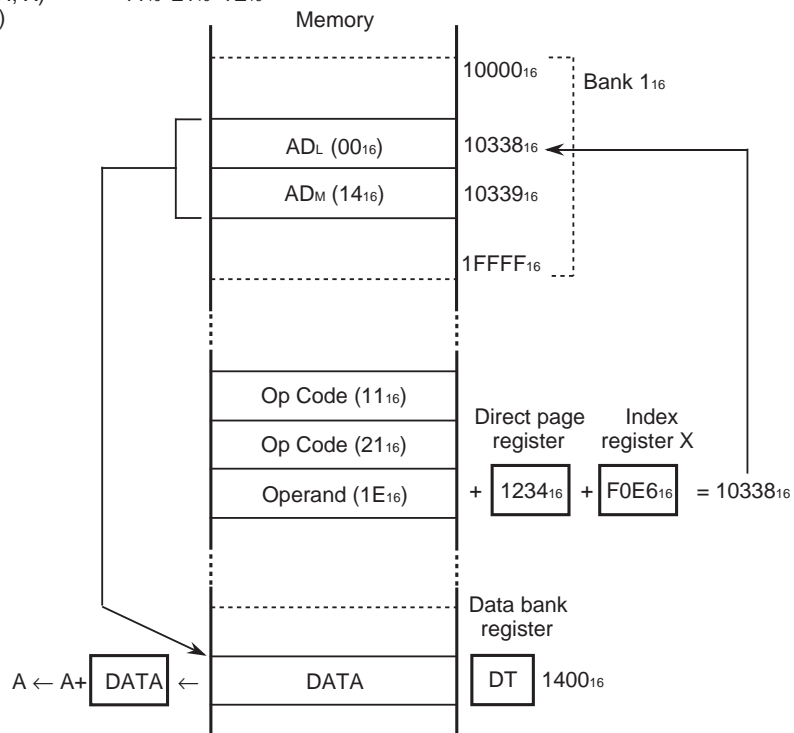 Memory
10000₁₆
Bank 1₁₆
ADL (00₁₆)
10338₁₆
ADM (14₁₆)
10339₁₆
1FFFF₁₆
Op Code (11₁₆)
Op Code (21₁₆)
Direct page
register
Index
register X
Operand (1E₁₆)
+ 1234₁₆ + F0E6₁₆ = 10338₁₆
Data bank
register
A ← A+ DATA ← DATA DT 1400₁₆